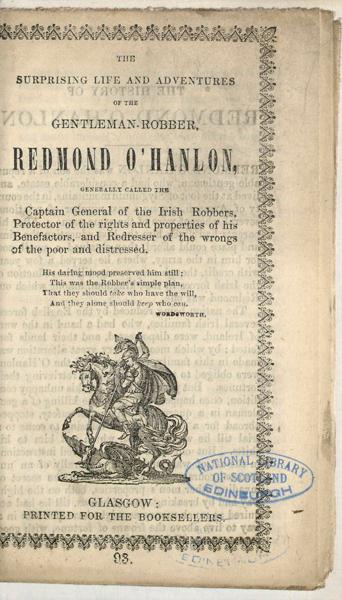 THE
SURPRISING LIFE AND ADVENTURES
OF THE
GENTLEMAN-ROBBER,
REDMOND O'HANLON,
GENERALLY CALLED THE
Captain General of the Irish Robbers,
Protector of the rights and properties of his
Benefactors, and Redresser of the wrongs
of the poor and distressed.
His daring mood preserved him still;
This was the Robber's simple plan,
That they should take who have the will,
And they alone should keep who can.
WORDSWORTH.
NATIONAL LIBRARY
OF SCOTLAND
EDINBURGH
GLASGOW:
PRINTED FOR THE BOOKSELLERS.
93.